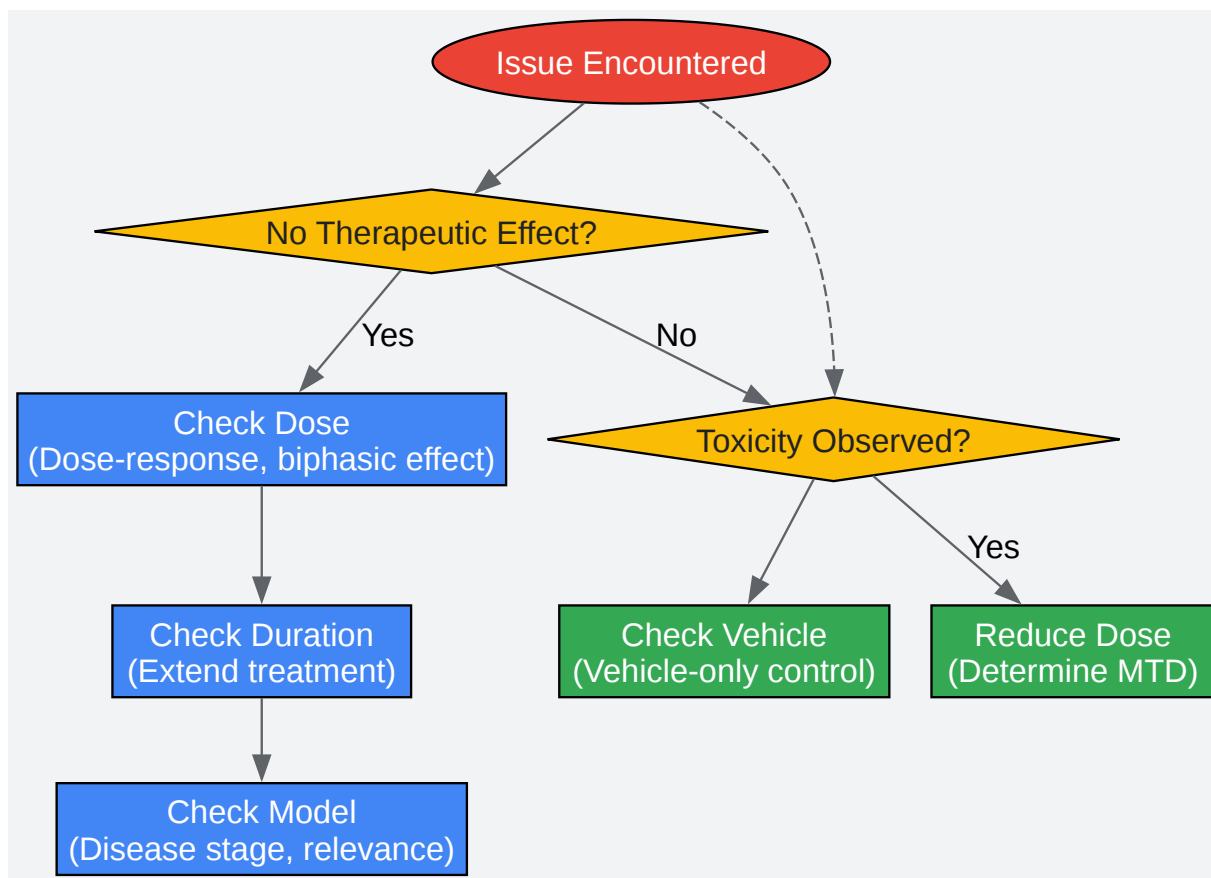 Issue Encountered
No Therapeutic Effect?
Yes
No
Check Dose
(Dose-response, biphasic effect)
Toxicity Observed?
Yes
Check Duration
(Extend treatment)
Check Vehicle
(Vehicle-only control)
Reduce Dose
(Determine MTD)
Check Model
(Disease stage, relevance)